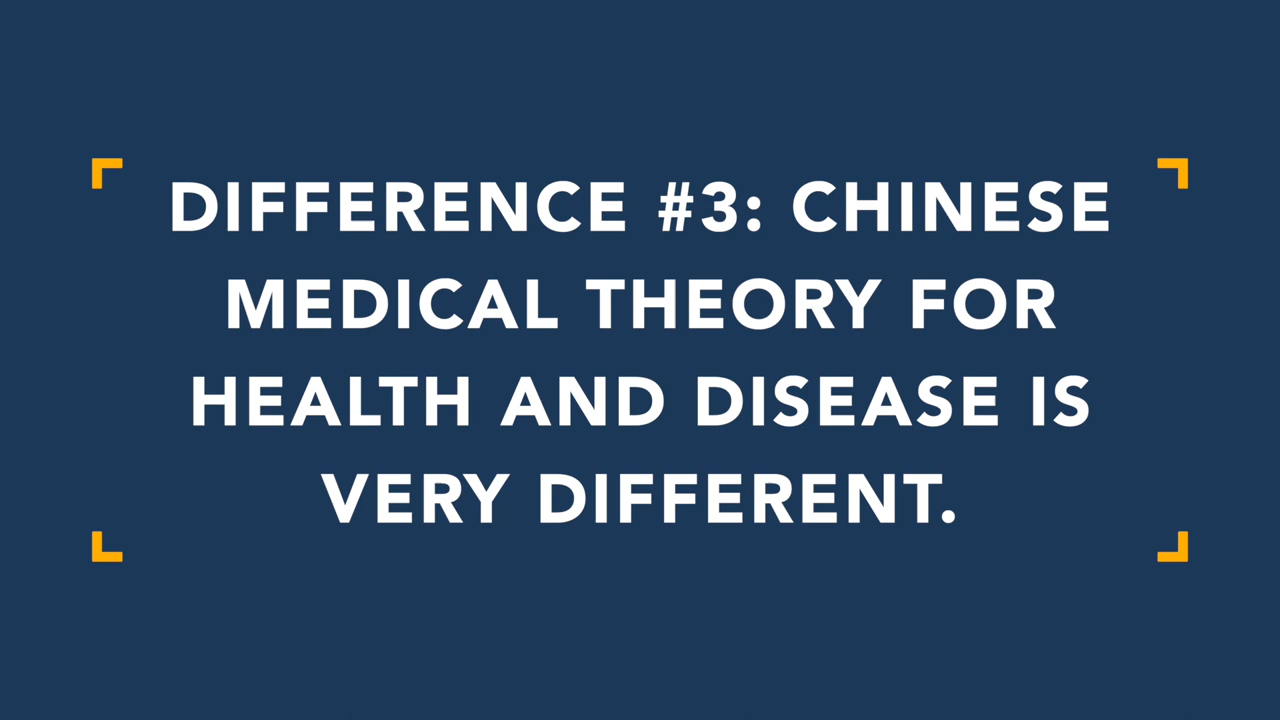 DIFFERENCE #3: CHINESE
MEDICAL THEORY FOR
HEALTH AND DISEASE IS
VERY DIFFERENT.